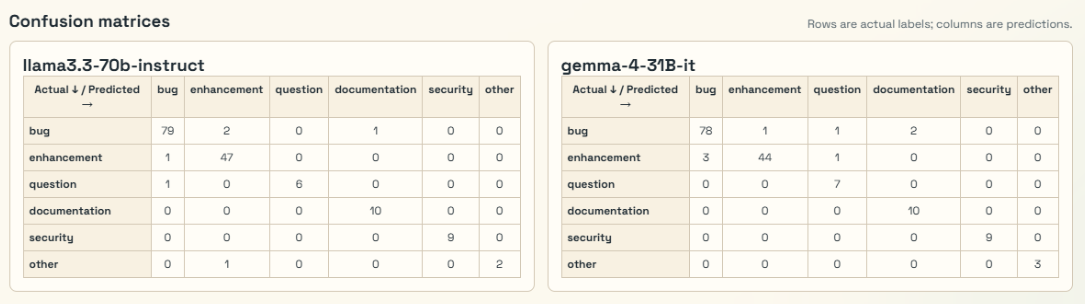 Confusion matrices
Rows are actual labels; columns are predictions.
llama3.3-70b-instruct
Actual ↓ / Predicted → bug enhancement question documentation security other
bug 79 2 0 1 0 0
enhancement 1 47 0 0 0 0
question 1 0 6 0 0 0
documentation 0 0 0 10 0 0
security 0 0 0 0 9 0
other 0 1 0 0 0 2
gemma-4-31B-it
Actual ↓ / Predicted → bug enhancement question documentation security other
bug 78 1 1 2 0 0
enhancement 3 44 1 0 0 0
question 0 0 7 0 0 0
documentation 0 0 0 10 0 0
security 0 0 0 0 9 0
other 0 0 0 0 0 3